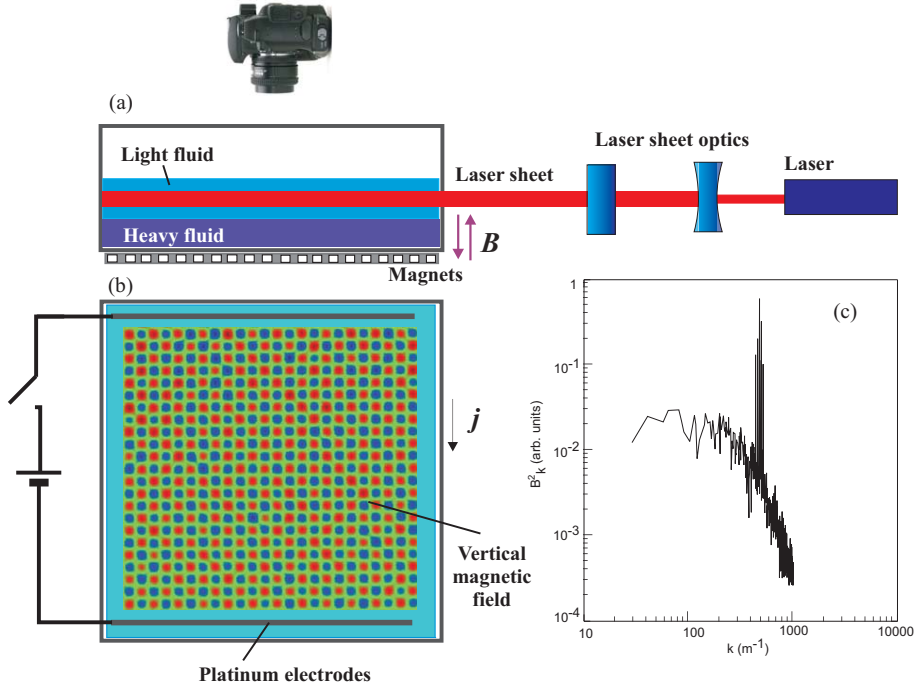 (a)
Light fluid
Laser sheet optics
Laser sheet
Laser
Heavy fluid
B
Magnets
(b)
j
Vertical
magnetic
field
Platinum electrodes
(c)
1
10⁻¹
10⁻²
10⁻³
10⁻⁴
B²ₖ (arb. units)
10
100
1000
10000
k (m⁻¹)